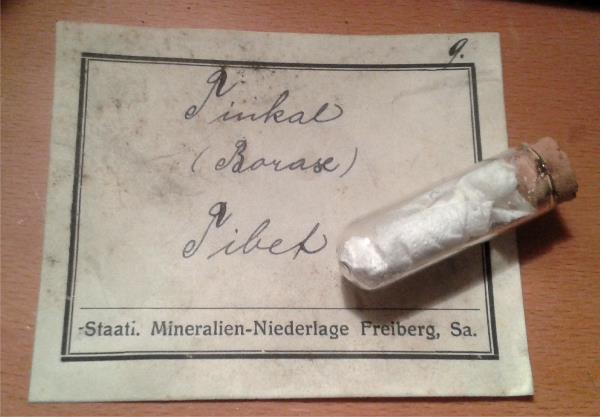 9.
Tinkal
(Borax)
Tibet
Staatl. Mineralien-Niederlage Freiberg, Sa.